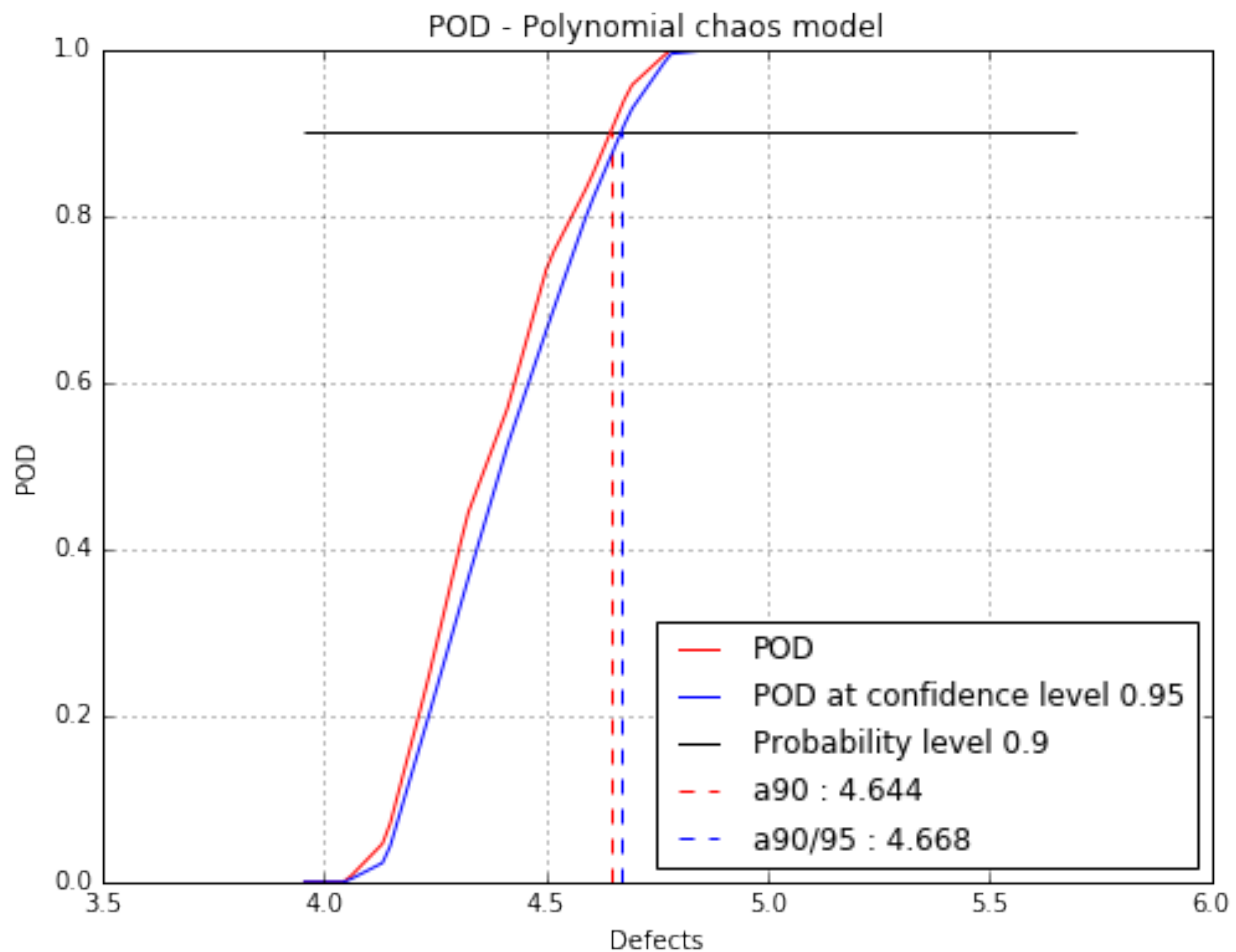 POD - Polynomial chaos model
1.0
0.8
0.6
0.4
0.2
0.0
POD
3.5 4.0 4.5 5.0 5.5 6.0
Defects
POD
POD at confidence level 0.95
Probability level 0.9
a90 : 4.644
a90/95 : 4.668